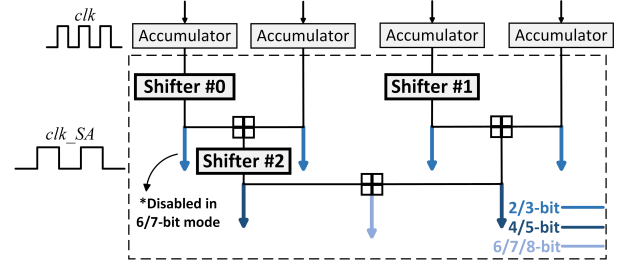 clk
Accumulator Accumulator Accumulator Accumulator
Shifter #0 Shifter #1
clk_SA
Shifter #2
*Disabled in
6/7-bit mode
2/3-bit
4/5-bit
6/7/8-bit